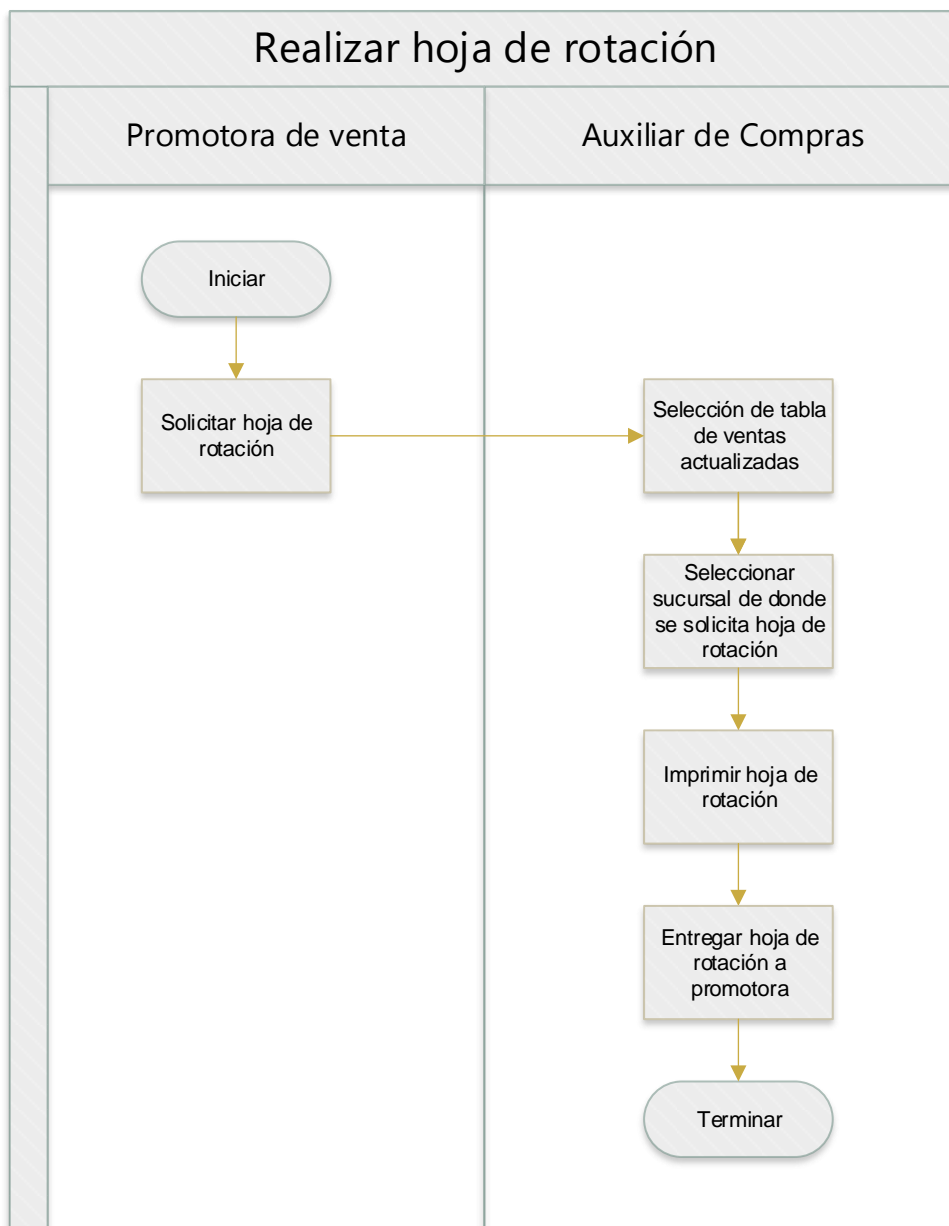 Realizar hoja de rotación
Promotora de venta
Auxiliar de Compras
Iniciar
Solicitar hoja de
rotación
Selección de tabla
de ventas
actualizadas
Seleccionar
sucursal de donde
se solicita hoja de
rotación
Imprimir hoja de
rotación
Entregar hoja de
rotación a
promotora
Terminar